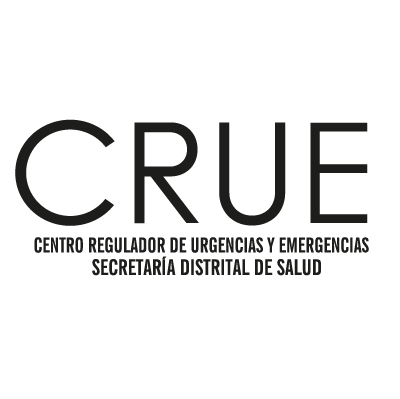 CRUE
CENTRO REGULADOR DE URGENCIAS Y EMERGENCIAS
SECRETARÍA DISTRITAL DE SALUD